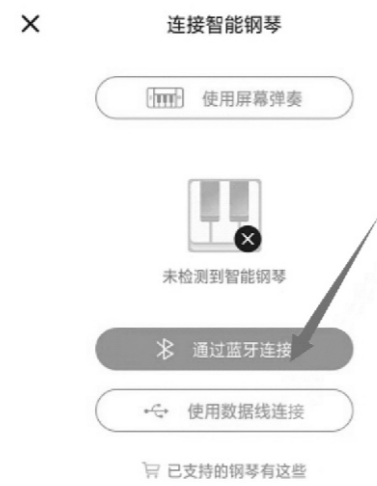 连接智能钢琴
使用屏幕弹奏
未检测到智能钢琴
通过蓝牙连接
使用数据线连接
已支持的钢琴有这些